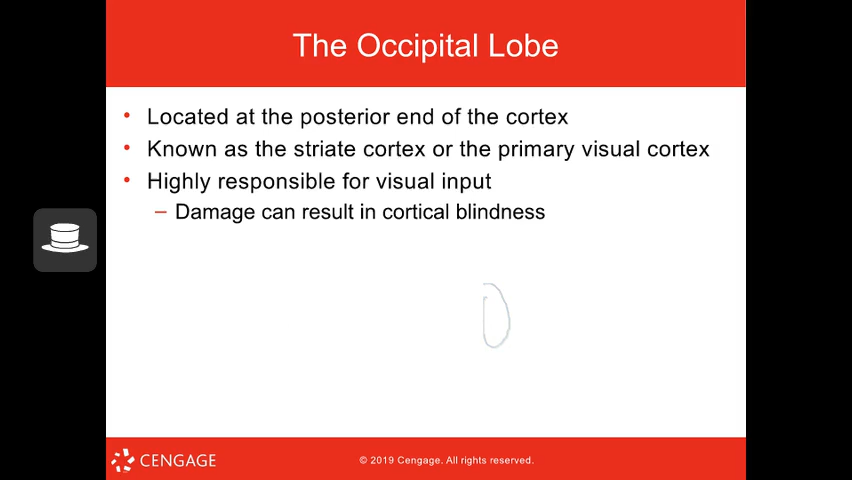 The Occipital Lobe
• Located at the posterior end of the cortex
• Known as the striate cortex or the primary visual cortex
• Highly responsible for visual input
– Damage can result in cortical blindness
CENGAGE
© 2019 Cengage. All rights reserved.